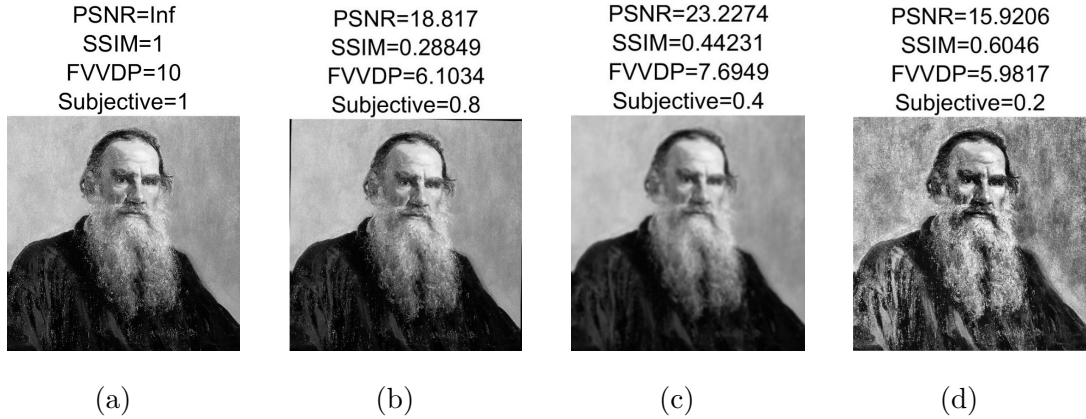 PSNR=Inf
SSIM=1
FVVDP=10
Subjective=1
PSNR=18.817
SSIM=0.28849
FVVDP=6.1034
Subjective=0.8
PSNR=23.2274
SSIM=0.44231
FVVDP=7.6949
Subjective=0.4
PSNR=15.9206
SSIM=0.6046
FVVDP=5.9817
Subjective=0.2
(a)
(b)
(c)
(d)